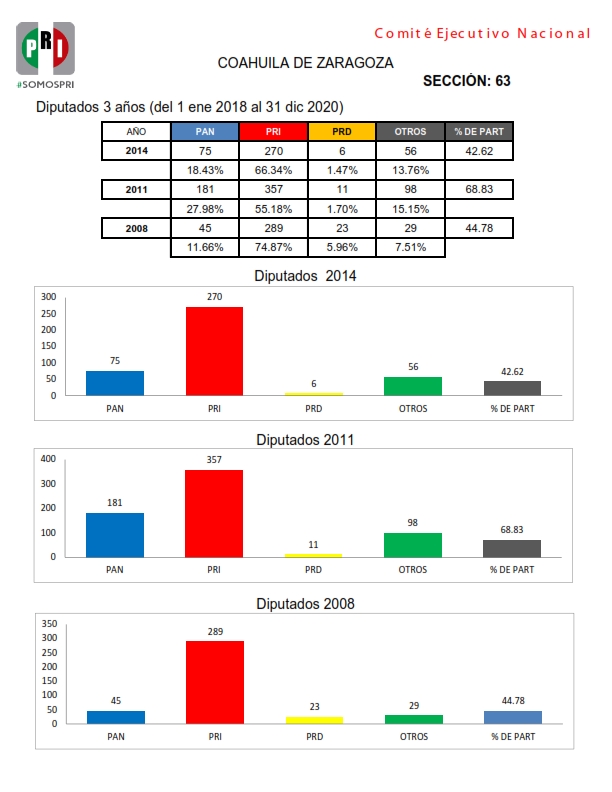 Comité Ejecutivo Nacional
PRI
#SOMOSPRI
COAHUILA DE ZARAGOZA
SECCIÓN: 63
Diputados 3 años (del 1 ene 2018 al 31 dic 2020)
AÑO PAN PRI PRD OTROS % DE PART
2014 75 270 6 56 42.62
18.43% 66.34% 1.47% 13.76%
2011 181 357 11 98 68.83
27.98% 55.18% 1.70% 15.15%
2008 45 289 23 29 44.78
11.66% 74.87% 5.96% 7.51%
Diputados 2014
300
250
200
150
100
50
0
75 270 6 56 42.62
PAN PRI PRD OTROS % DE PART
Diputados 2011
400
300
200
100
0
181 357 11 98 68.83
PAN PRI PRD OTROS % DE PART
Diputados 2008
350
300
250
200
150
100
50
0
45 289 23 29 44.78
PAN PRI PRD OTROS % DE PART